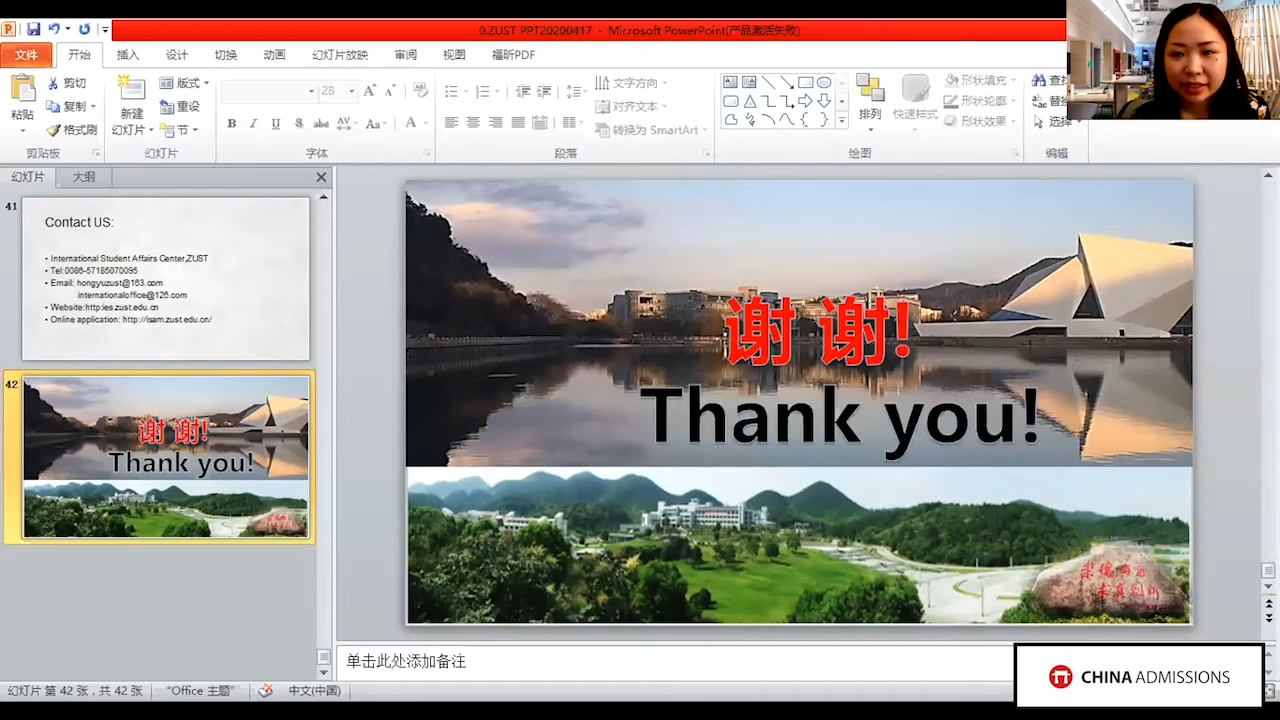 0.ZUST PPT20200417 - Microsoft PowerPoint(产品激活失败)
文件 开始 插入 设计 切换 动画 幻灯片放映 审阅 视图 福昕PDF
粘贴
剪切
复制
格式刷
剪贴板
新建
幻灯片
版式
重设
节
幻灯片
28
B I U S abc AV Aa A
字体
文字方向
对齐文本
转换为 SmartArt
段落
排列
快速样式
形状填充
形状轮廓
形状效果
绘图
替
选择
编辑
幻灯片 大纲
41
Contact US:
• International Student Affairs Center,ZUST
• Tel:0086-57185070095
• Email: hongyuzust@163.com
internationaloffice@126.com
• Website:http:ies.zust.edu.cn
• Online application: http://isam.zust.edu.cn/
42
谢 谢!
Thank you!
谢 谢!
Thank you!
单击此处添加备注
幻灯片 第 42 张，共 42 张 "Office 主题" 中文(中国)
CHINA ADMISSIONS